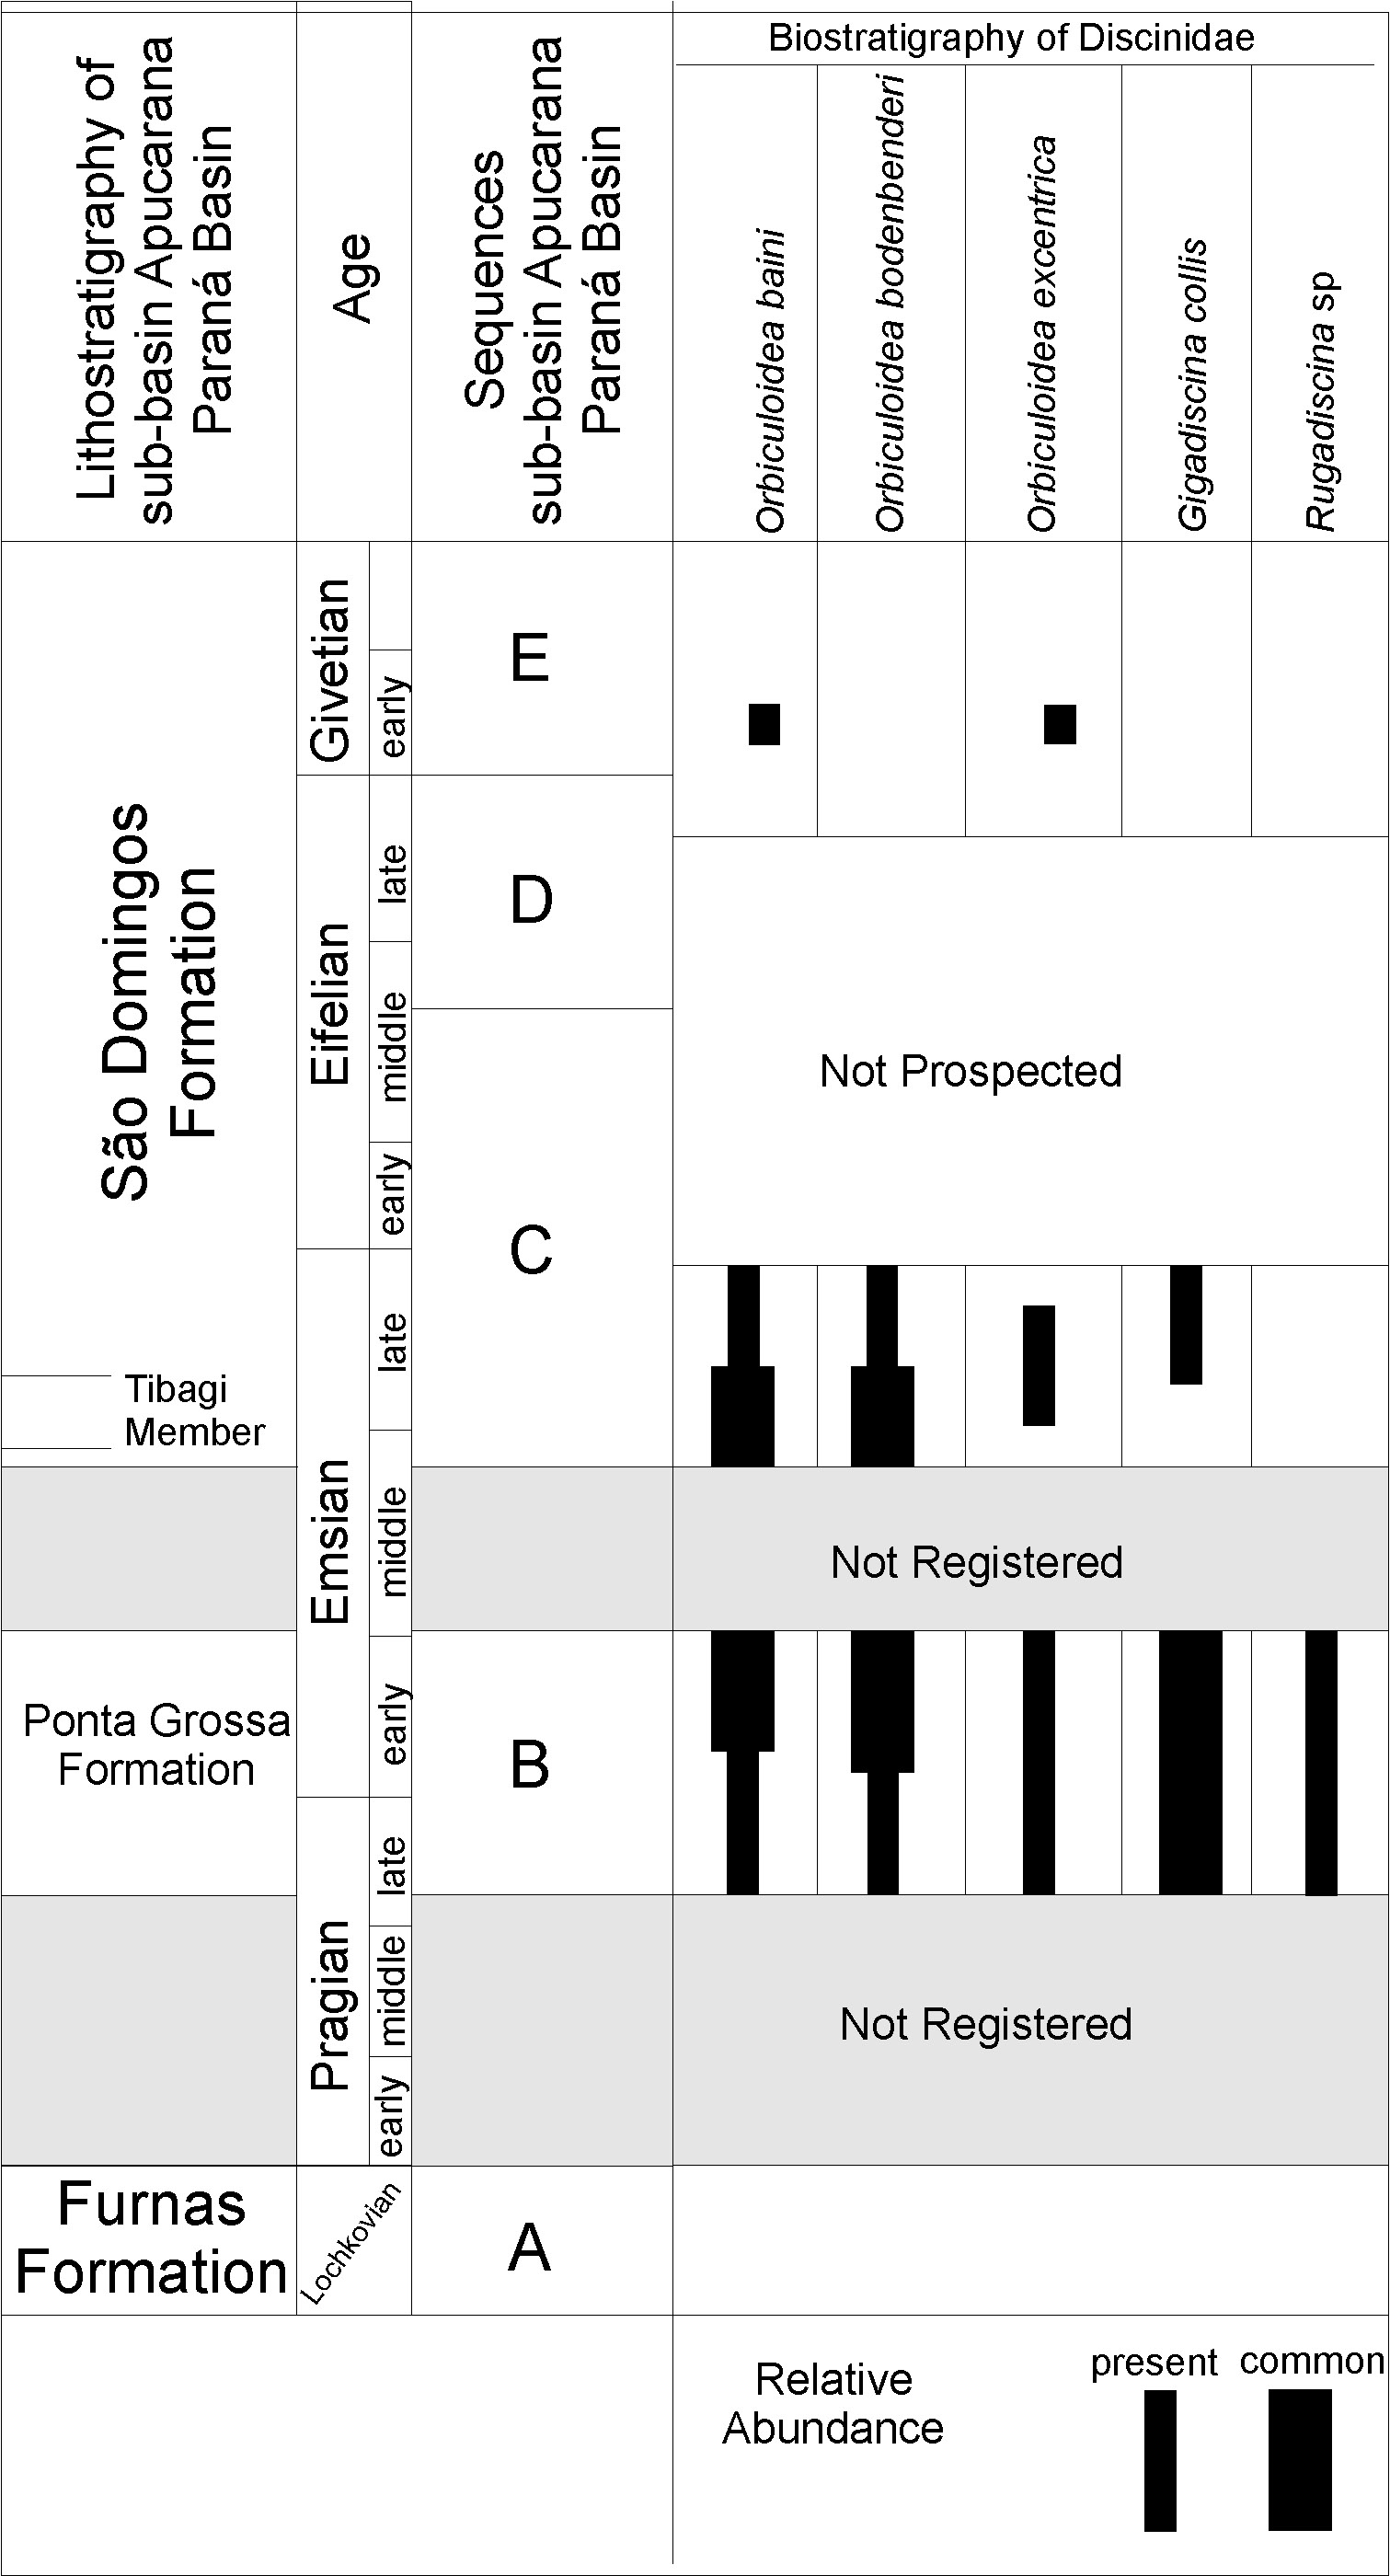 Lithostratigraphy of
sub-basin Apucarana
Paraná Basin
Age
Sequences
sub-basin Apucarana
Paraná Basin
Biostratigraphy of Discinidae
Orbiculoidea baini
Orbiculoidea bodenbenderi
Orbiculoidea excentrica
Gigadiscina collis
Rugadiscina sp
São Domingos
Formation
Givetian
early
E
Eifelian
late
middle
early
D
Not Prospected
C
Tibagi
Member
Emsian
late
middle
early
Not Registered
Ponta Grossa
Formation
B
Pragian
late
middle
early
Not Registered
Furnas
Formation
Lochkovian
A
Relative
Abundance
present
common